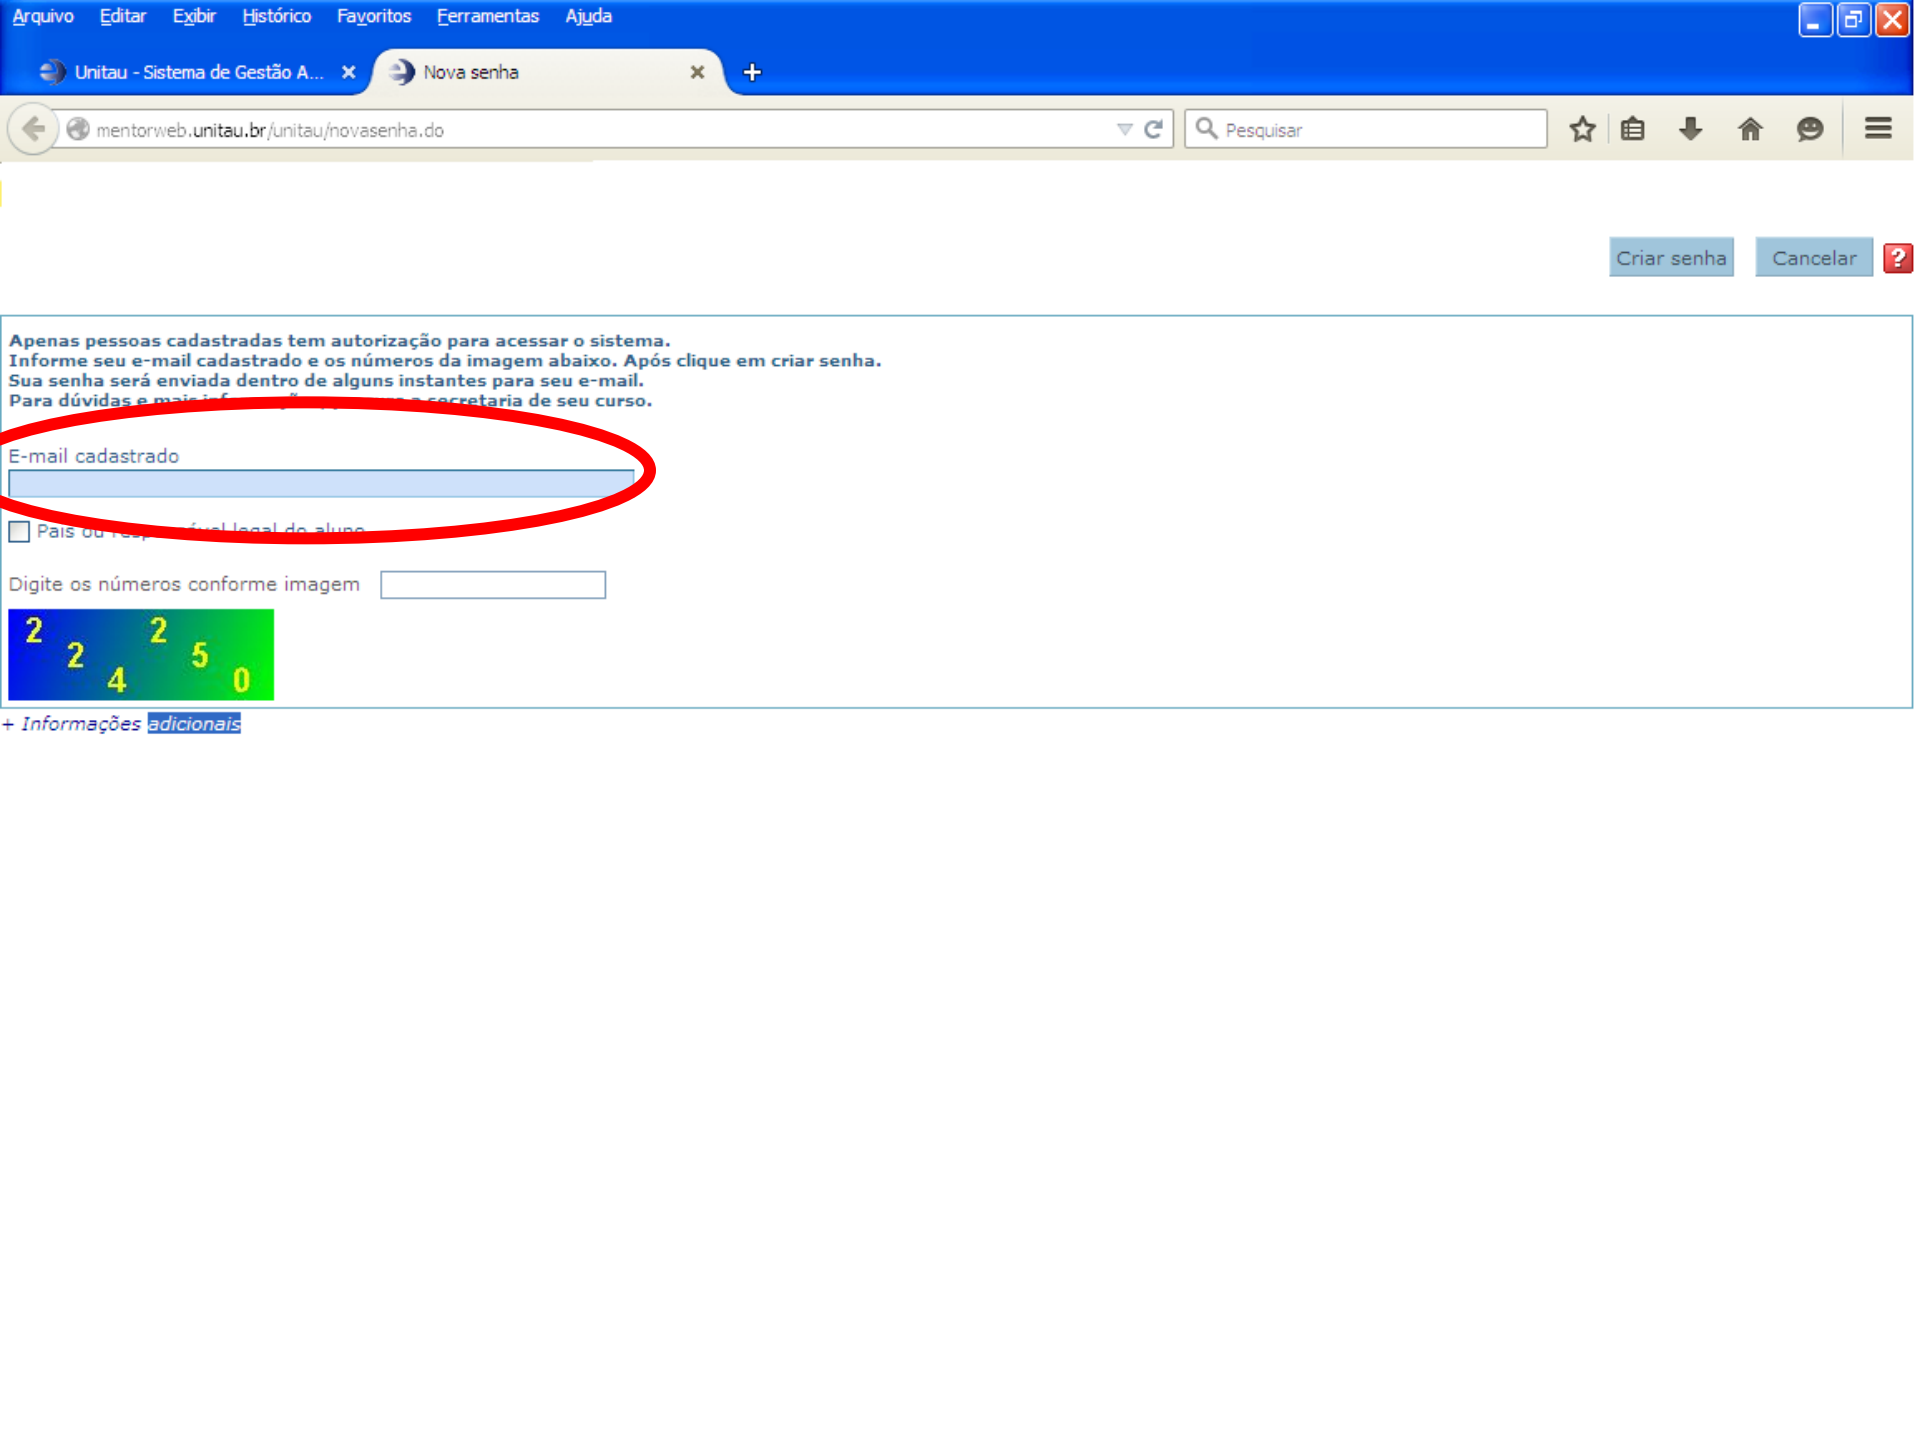 Arquivo Editar Exibir Histórico Favoritos Ferramentas Ajuda
Unitau - Sistema de Gestão A... Nova senha
mentorweb.unitau.br/unitau/novasenha.do Pesquisar
Criar senha Cancelar ?
Apenas pessoas cadastradas tem autorização para acessar o sistema.
Informe seu e-mail cadastrado e os números da imagem abaixo. Após clique em criar senha.
Sua senha será enviada dentro de alguns instantes para seu e-mail.
Para dúvidas e mais a secretaria de seu curso.
E-mail cadastrado
Pais ou legal do aluno
Digite os números conforme imagem
2 2 4 2 5 0
+ Informações adicionais